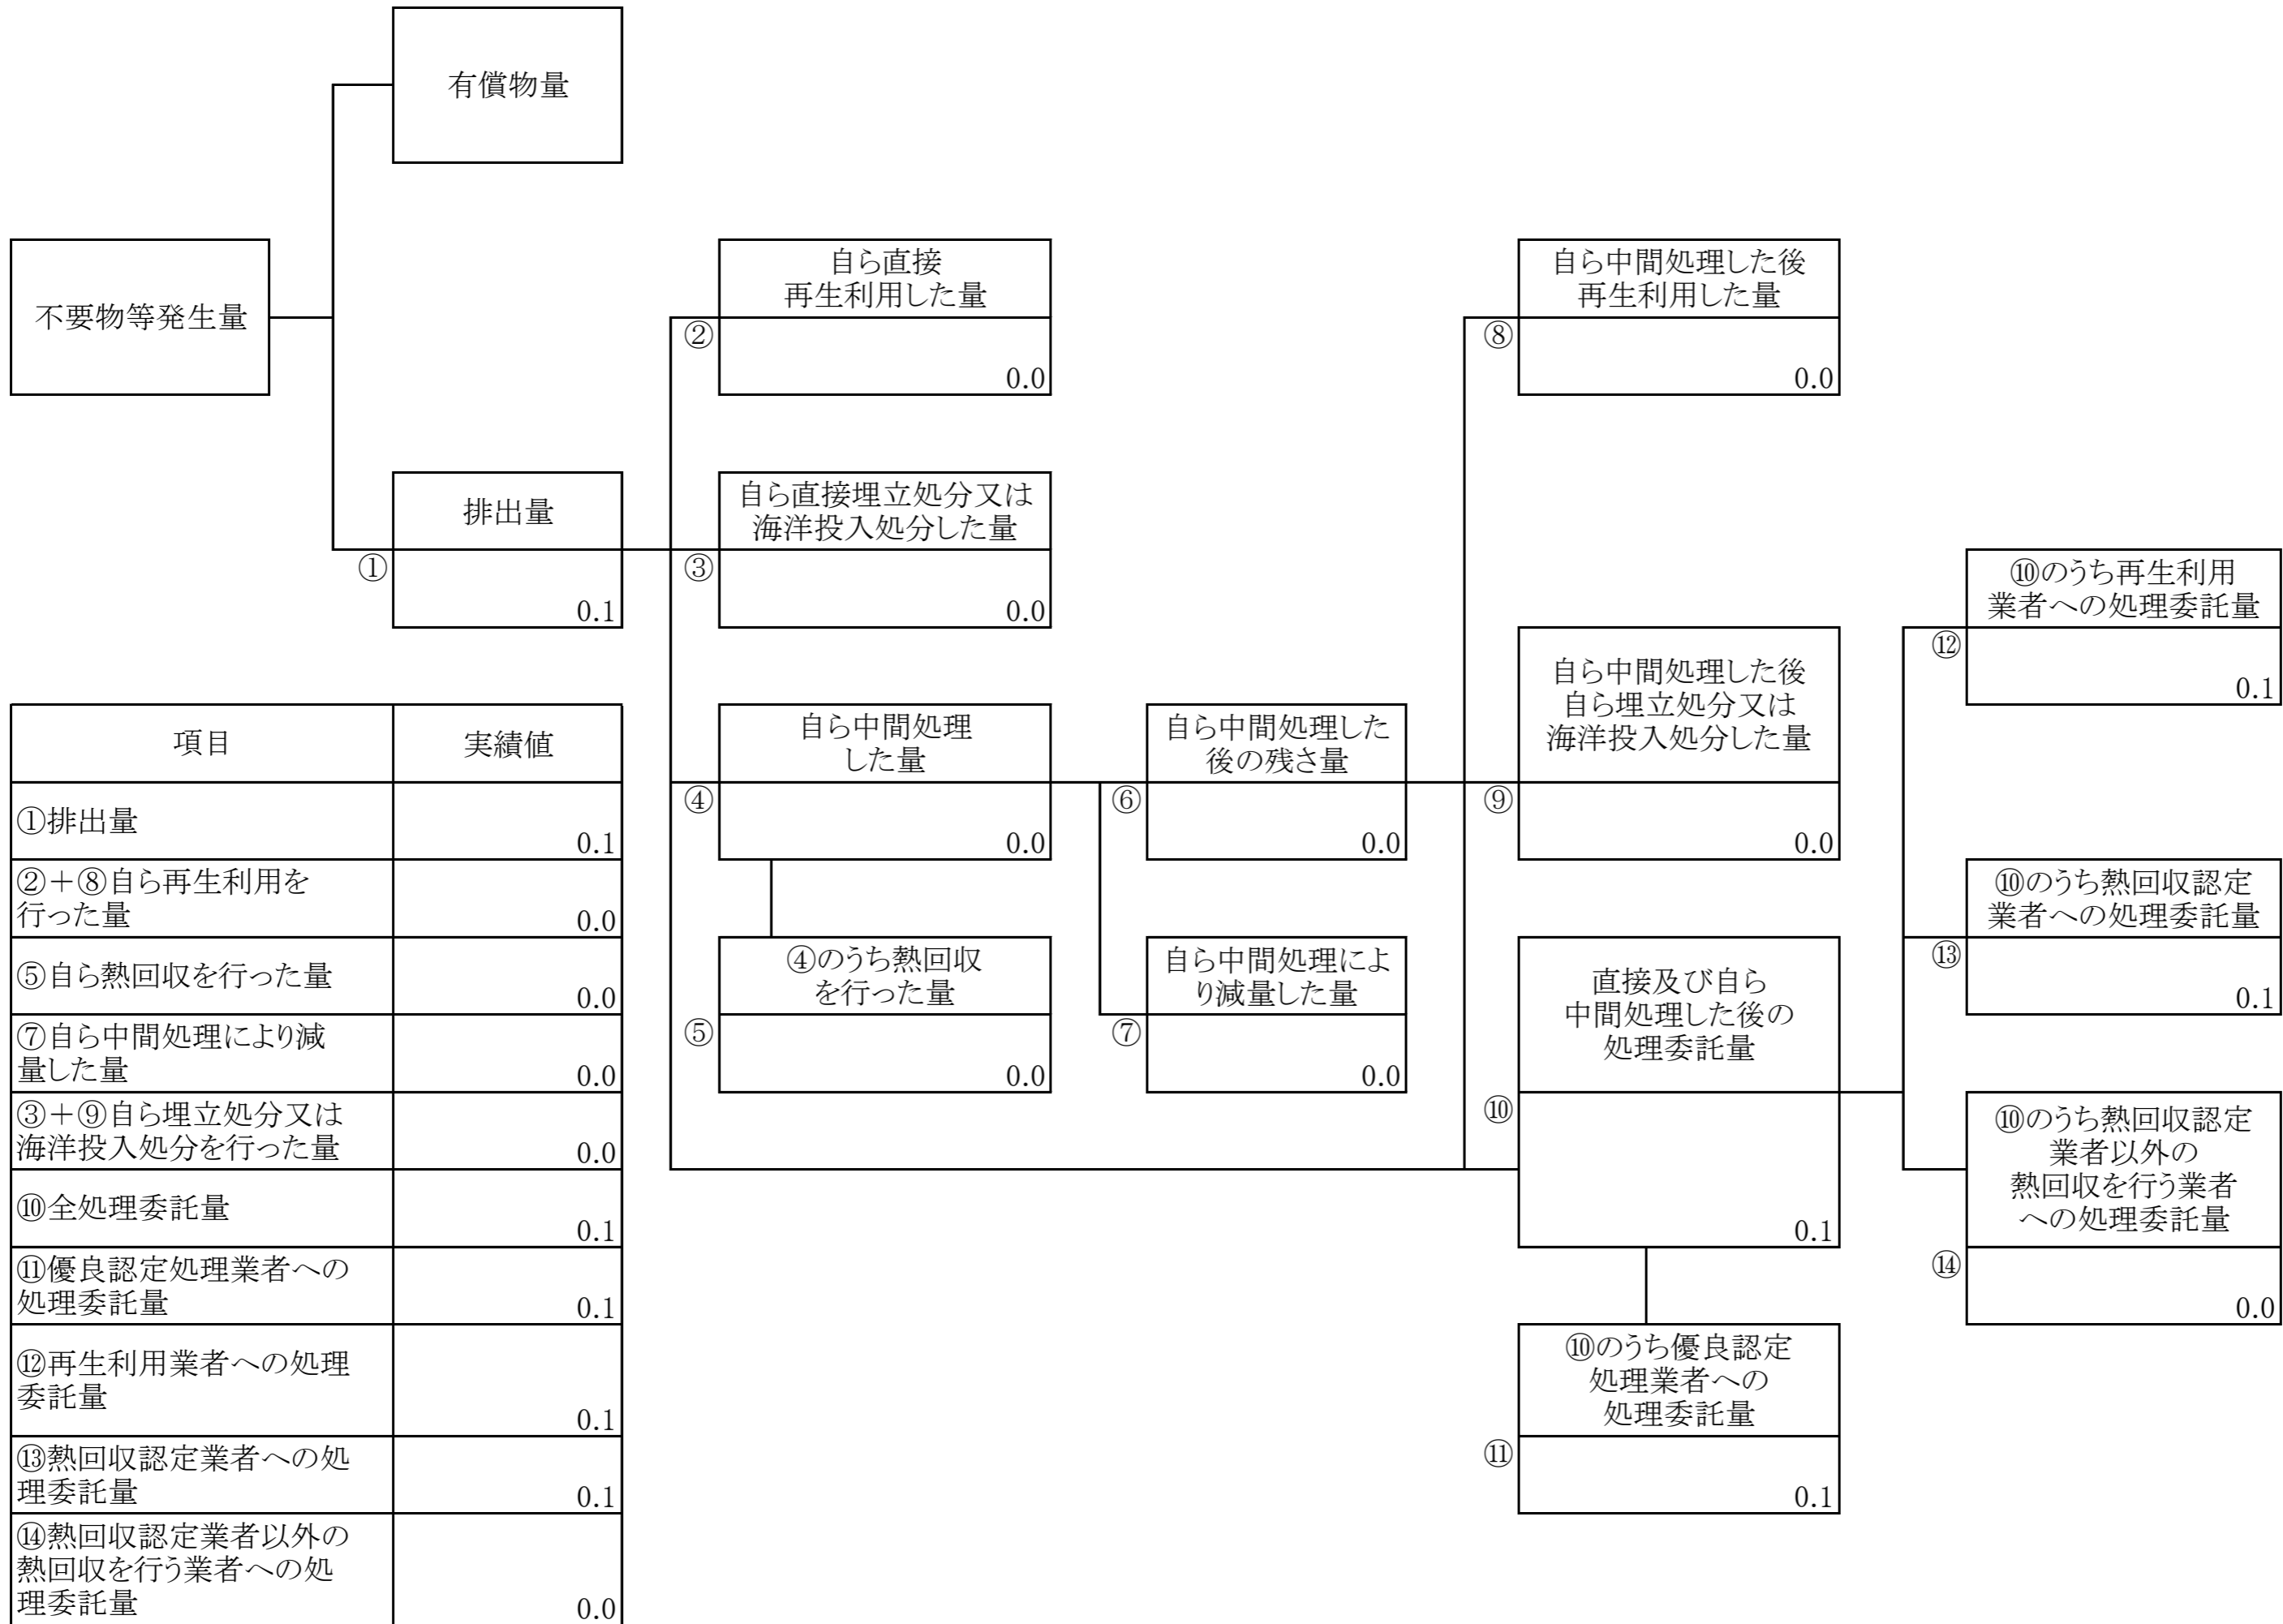 有償物量
不要物等発生量
自ら直接
再生利用した量
②
0.0
自ら中間処理した後
再生利用した量
⑧
0.0
排出量
①
0.1
自ら直接埋立処分又は
海洋投入処分した量
③
0.0
⑩のうち再生利用
業者への処理委託量
⑫
0.1
自ら中間処理
した量
④
0.0
自ら中間処理した
後の残さ量
⑥
0.0
自ら中間処理した後
自ら埋立処分又は
海洋投入処分した量
⑨
0.0
⑩のうち熱回収認定
業者への処理委託量
⑬
0.1
④のうち熱回収
を行った量
⑤
0.0
自ら中間処理によ
り減量した量
⑦
0.0
直接及び自ら
中間処理した後の
処理委託量
⑩
0.1
⑩のうち熱回収認定
業者以外の
熱回収を行う業者
への処理委託量
⑭
0.0
⑩のうち優良認定
処理業者への
処理委託量
⑪
0.1
項目 実績値
①排出量
0.1
②+⑧自ら再生利用を
行った量 0.0
⑤自ら熱回収を行った量
0.0
⑦自ら中間処理により減
量した量 0.0
③+⑨自ら埋立処分又は
海洋投入処分を行った量 0.0
⑩全処理委託量
0.1
⑪優良認定処理業者への
処理委託量 0.1
⑫再生利用業者への処理
委託量
0.1
⑬熱回収認定業者への処
理委託量 0.1
⑭熱回収認定業者以外の
熱回収を行う業者への処
理委託量 0.0